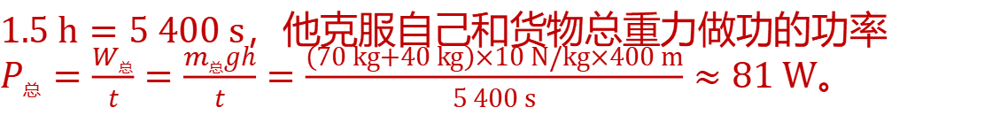 1.5 h = 5 400 s，他克服自己和货物总重力做功的功率
P总 = W总/t = m总gh/t = (70 kg+40 kg)×10 N/kg×400 m/5 400 s ≈ 81 W。